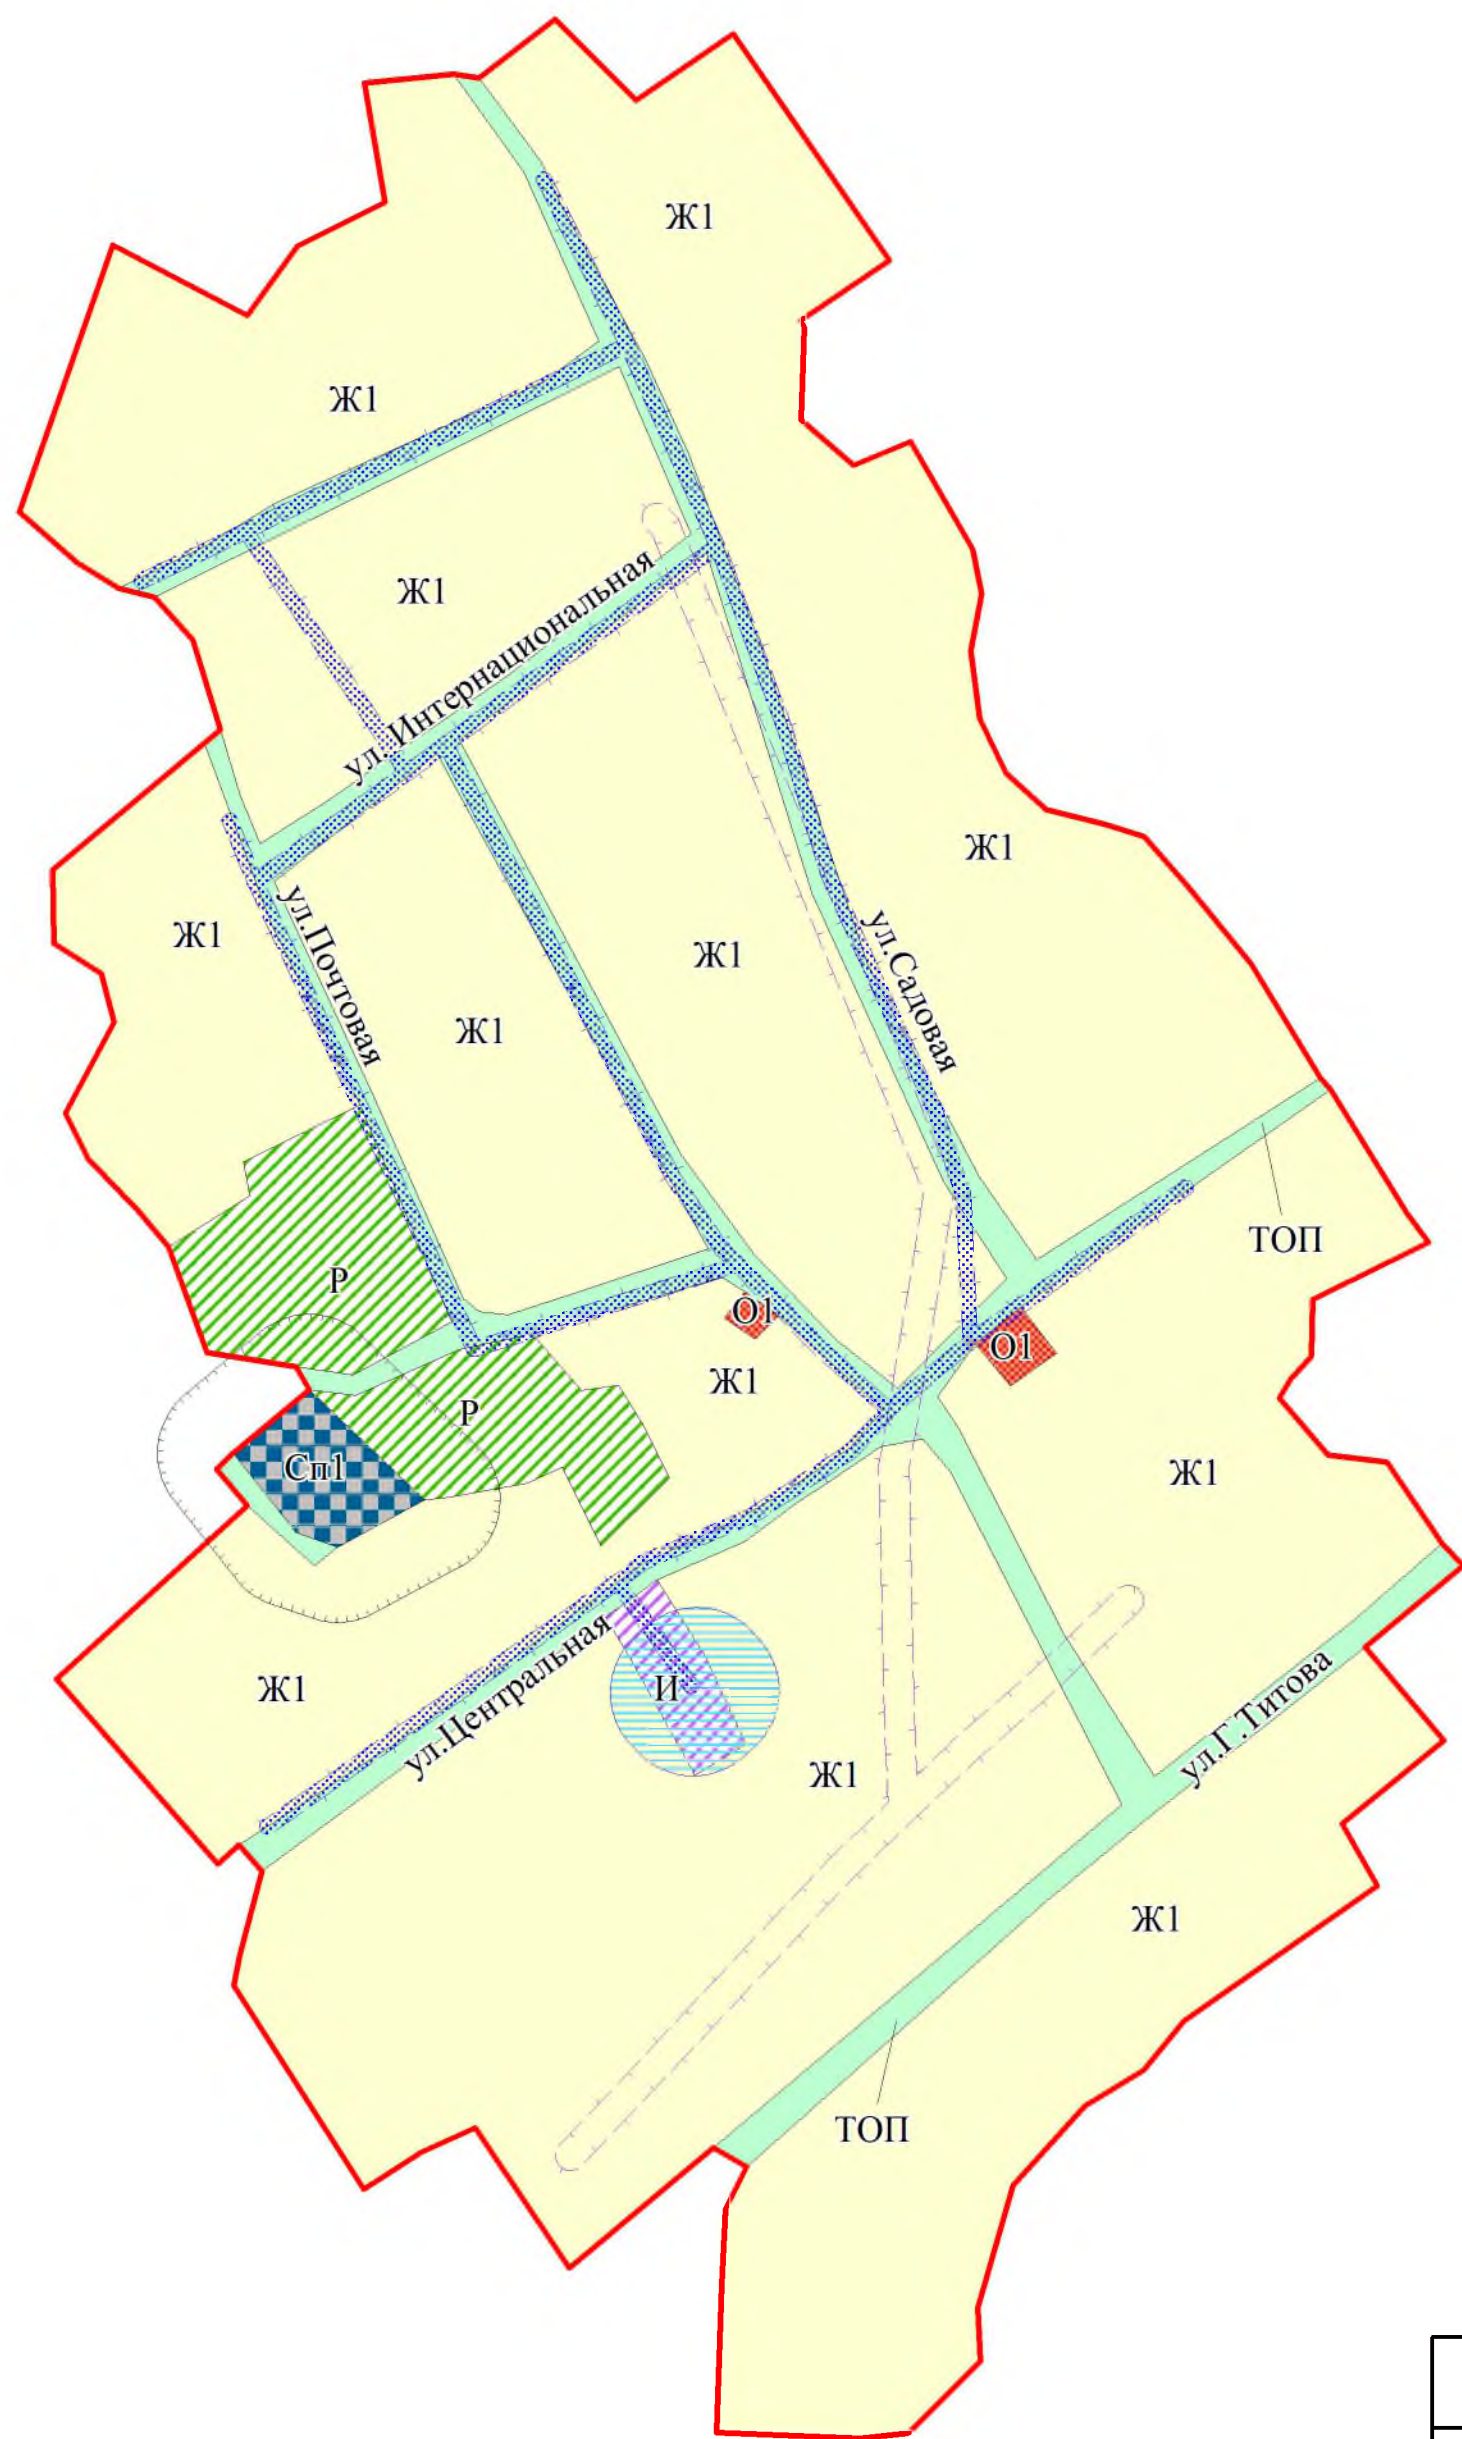 Ж1
Ж1
Ж1
ул. Интернациональная
Ж1
Ж1
ул.Почтовая
Ж1
ул.Садовая
Ж1
ТОП
Р
О1
О1
Ж1
Р
Сп1
Ж1
Ж1
И
ул.Центральная
ул.Г.Титова
Ж1
Ж1
ТОП